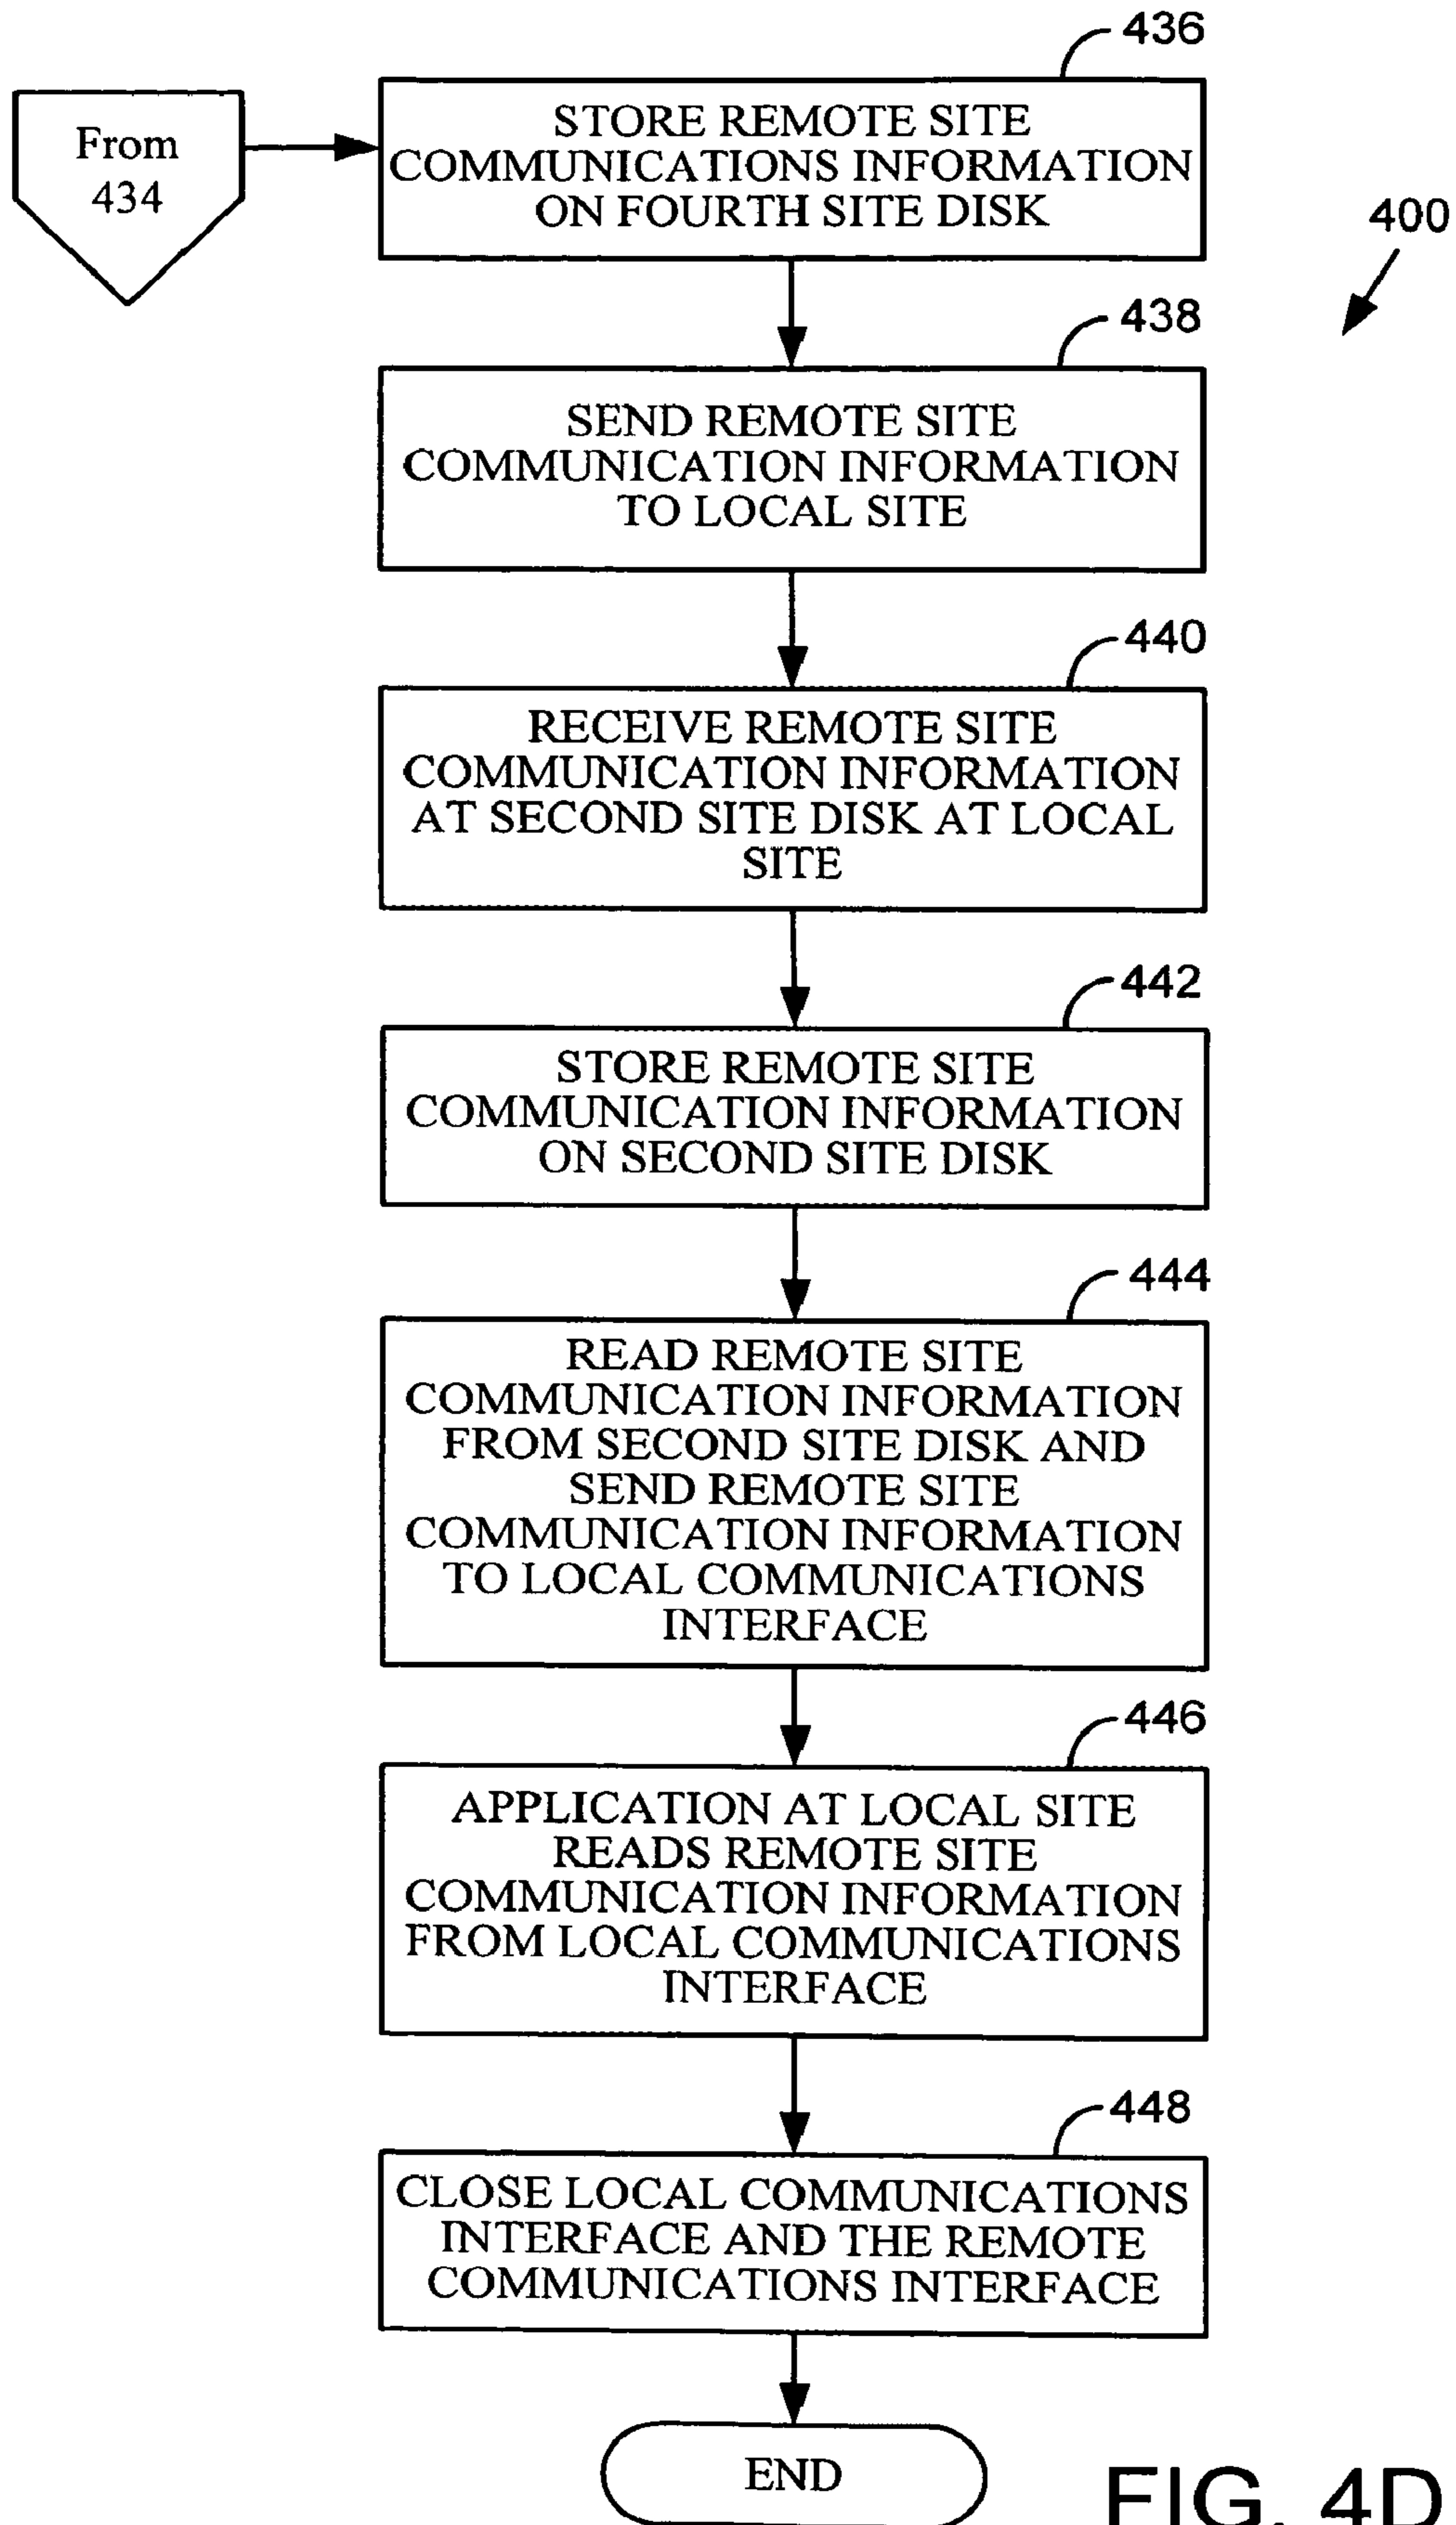 436
From
434
STORE REMOTE SITE
COMMUNICATIONS INFORMATION
ON FOURTH SITE DISK
400
438
SEND REMOTE SITE
COMMUNICATION INFORMATION
TO LOCAL SITE
440
RECEIVE REMOTE SITE
COMMUNICATION INFORMATION
AT SECOND SITE DISK AT LOCAL
SITE
442
STORE REMOTE SITE
COMMUNICATION INFORMATION
ON SECOND SITE DISK
444
READ REMOTE SITE
COMMUNICATION INFORMATION
FROM SECOND SITE DISK AND
SEND REMOTE SITE
COMMUNICATION INFORMATION
TO LOCAL COMMUNICATIONS
INTERFACE
446
APPLICATION AT LOCAL SITE
READS REMOTE SITE
COMMUNICATION INFORMATION
FROM LOCAL COMMUNICATIONS
INTERFACE
448
CLOSE LOCAL COMMUNICATIONS
INTERFACE AND THE REMOTE
COMMUNICATIONS INTERFACE
END
FIG. 4D